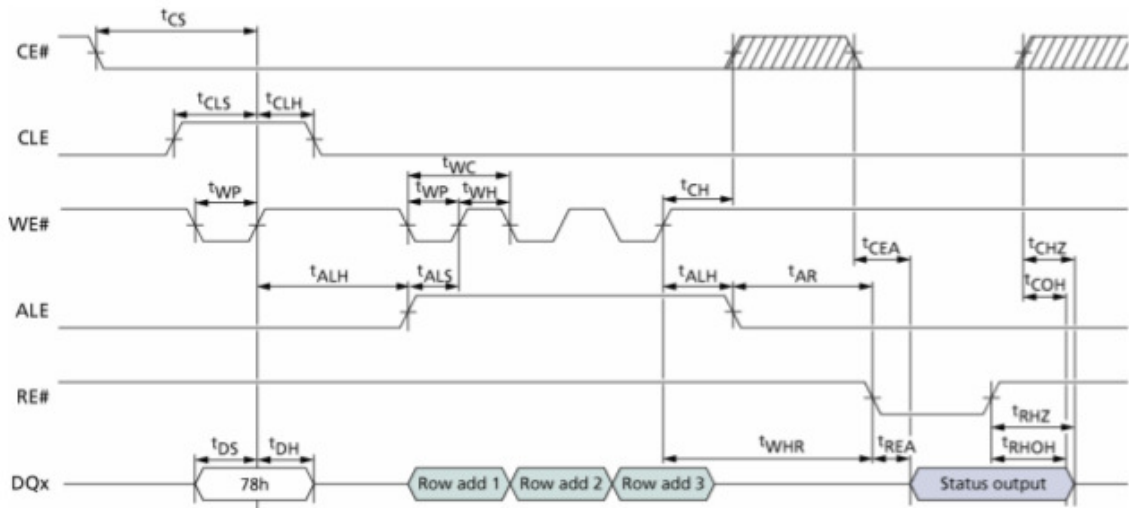 tCS
CE#
tCLS tCLH
CLE
tWC
tWP tWP tWH tCH
WE#
tCEA tCHZ
tALH tALS tALH tAR tCOH
ALE
RE#
tRHZ
tDS tDH tWHR tREA tRHOH
DQx 78h Row add 1 Row add 2 Row add 3 Status output